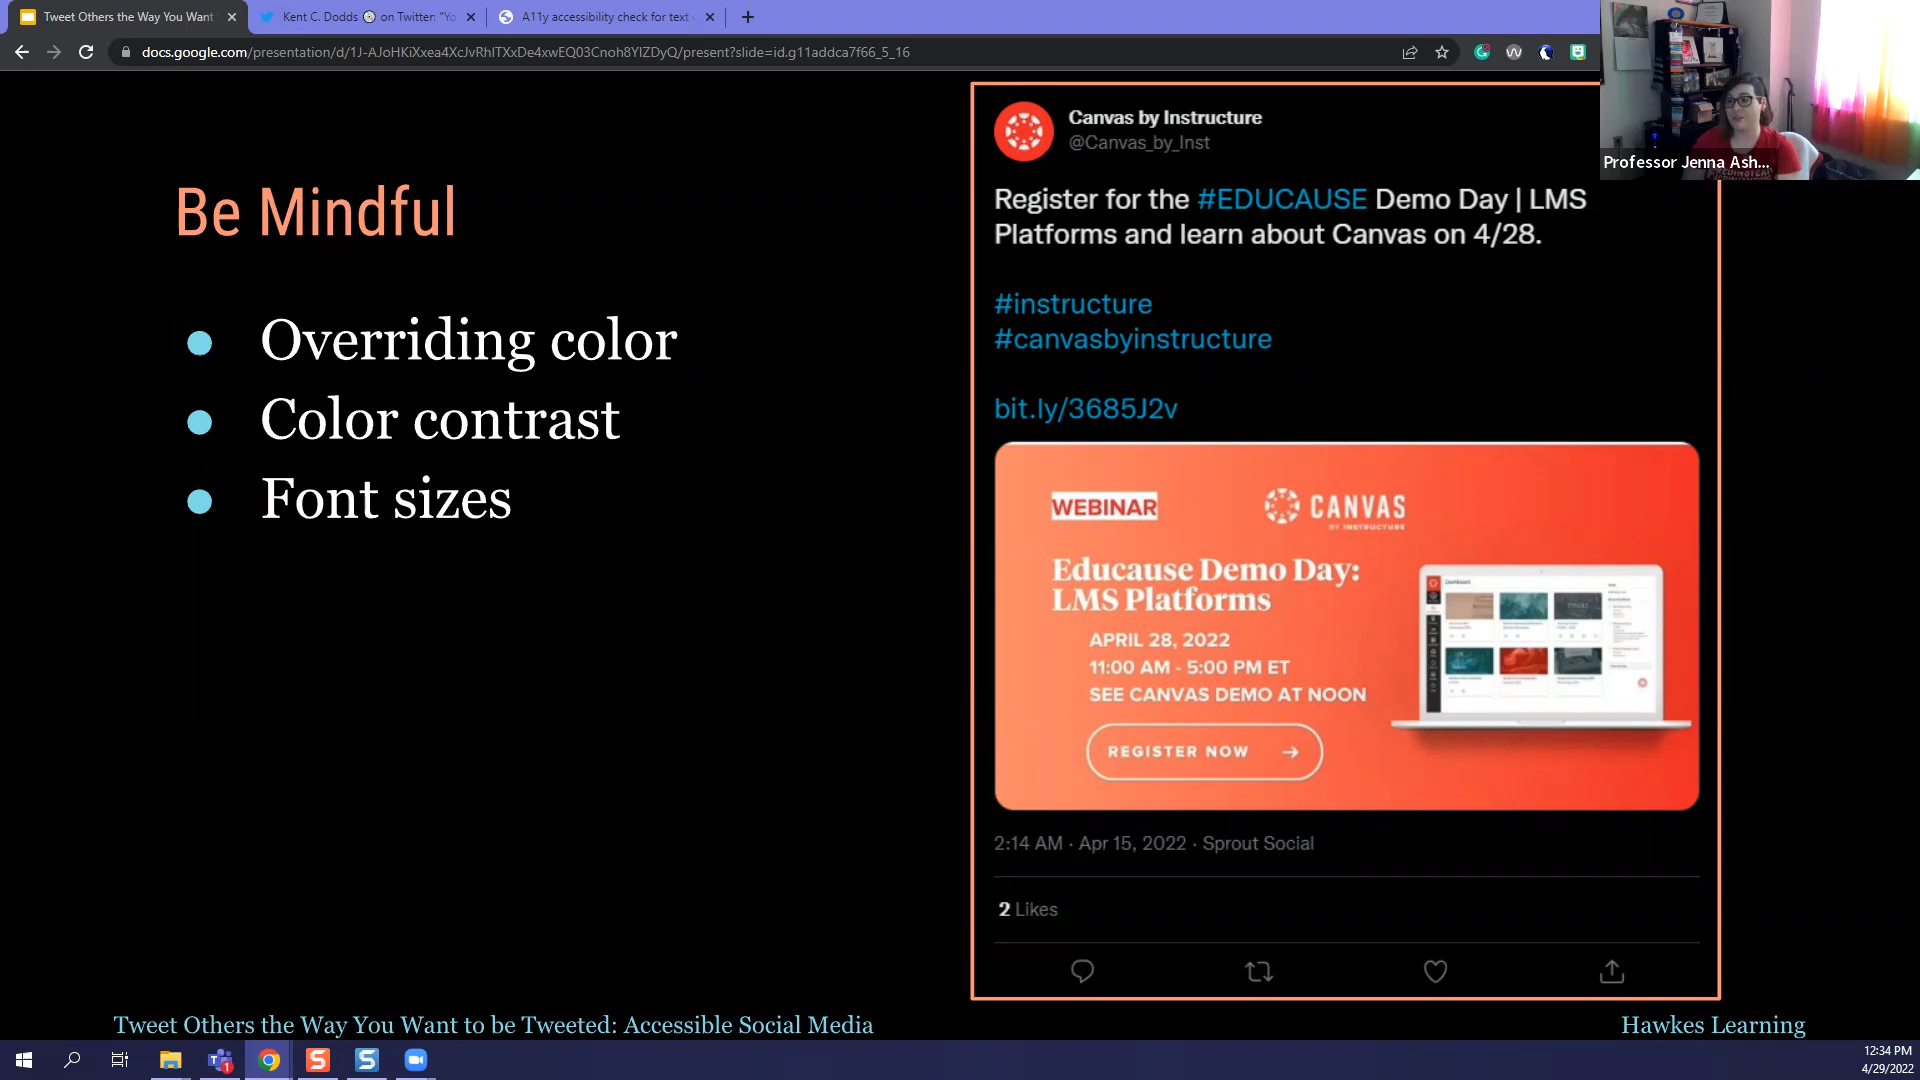 Tweet Others the Way You Want
Kent C. Dodds on Twitter: "Yo
A11y accessibility check for text
docs.google.com/presentation/d/1J-AJoHKiXxea4XcJvRhITXxDe4xwEQ03Cnoh8YIZDyQ/present?slide=id.g11addca7f66_5_16
Professor Jenna Ash...
Be Mindful
Overriding color
Color contrast
Font sizes
Canvas by Instructure
@Canvas_by_Inst
Register for the #EDUCAUSE Demo Day | LMS
Platforms and learn about Canvas on 4/28.
#instructure
#canvasbyinstructure
bit.ly/3685J2v
WEBINAR
CANVAS
BY INSTRUCTURE
Educause Demo Day:
LMS Platforms
APRIL 28, 2022
11:00 AM - 5:00 PM ET
SEE CANVAS DEMO AT NOON
REGISTER NOW →
Dashboard
2:14 AM · Apr 15, 2022 · Sprout Social
2 Likes
Tweet Others the Way You Want to be Tweeted: Accessible Social Media
Hawkes Learning
12:34 PM
4/29/2022